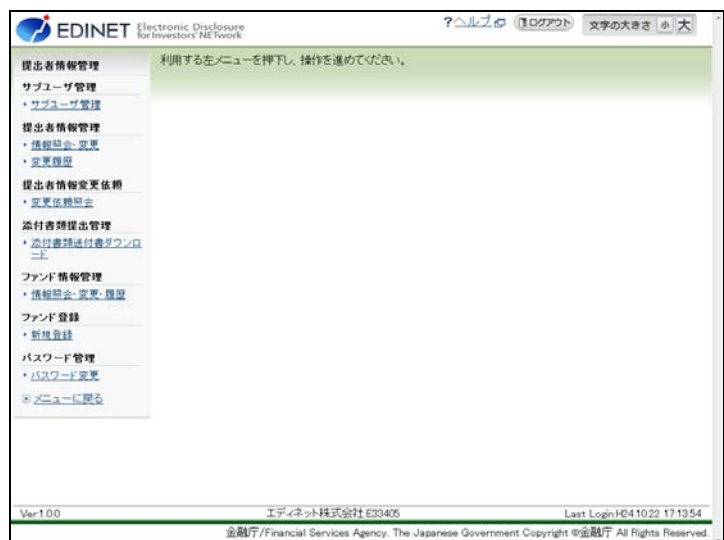 EDINET Electronic Disclosure for Investors' NETwork
?ヘルプ ログアウト 文字の大きさ 小 大
提出者情報管理
利用する左メニューを押下し、操作を進めてください。
サブユーザ管理
サブユーザ管理
提出者情報管理
情報照会・変更
変更履歴
提出者情報変更依頼
変更依頼照会
添付書類提出管理
添付書類送付書ダウンロ
ード
ファンド情報管理
情報照会・変更・履歴
ファンド登録
新規登録
パスワード管理
パスワード変更
メニューに戻る
Ver.1.0.0 エディネット株式会社:E33405 Last Login:H24.10.22 17:13:54
金融庁/Financial Services Agency. The Japanese Government Copyright ©金融庁 All Rights Reserved.